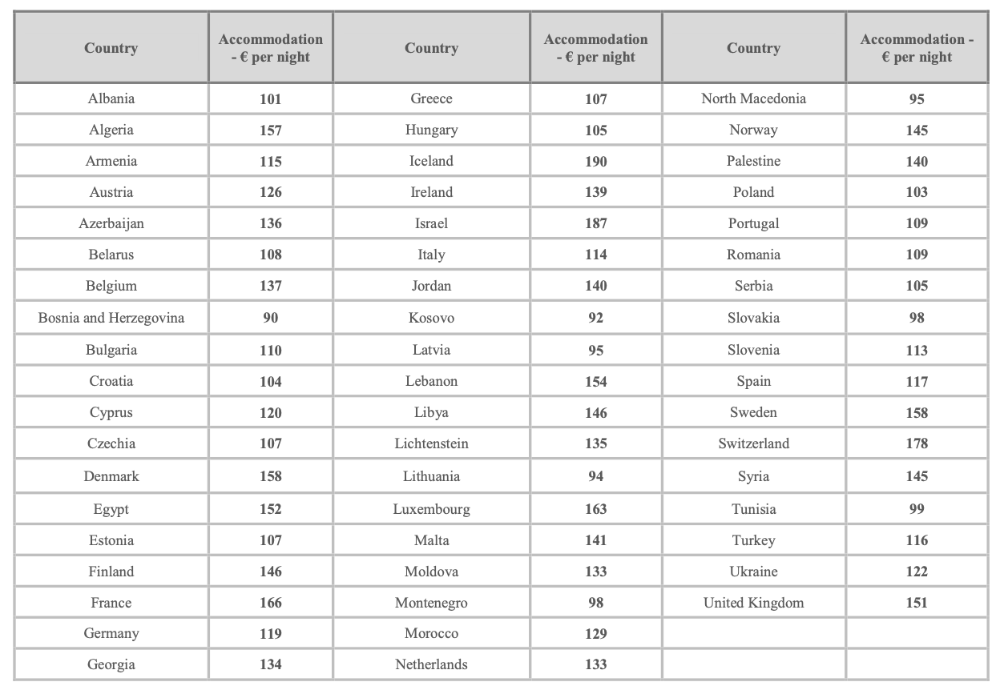 Country Accommodation - € per night Country Accommodation - € per night Country Accommodation - € per night
Albania 101 Greece 107 North Macedonia 95
Algeria 157 Hungary 105 Norway 145
Armenia 115 Iceland 190 Palestine 140
Austria 126 Ireland 139 Poland 103
Azerbaijan 136 Israel 187 Portugal 109
Belarus 108 Italy 114 Romania 109
Belgium 137 Jordan 140 Serbia 105
Bosnia and Herzegovina 90 Kosovo 92 Slovakia 98
Bulgaria 110 Latvia 95 Slovenia 113
Croatia 104 Lebanon 154 Spain 117
Cyprus 120 Libya 146 Sweden 158
Czechia 107 Lichtenstein 135 Switzerland 178
Denmark 158 Lithuania 94 Syria 145
Egypt 152 Luxembourg 163 Tunisia 99
Estonia 107 Malta 141 Turkey 116
Finland 146 Moldova 133 Ukraine 122
France 166 Montenegro 98 United Kingdom 151
Germany 119 Morocco 129
Georgia 134 Netherlands 133